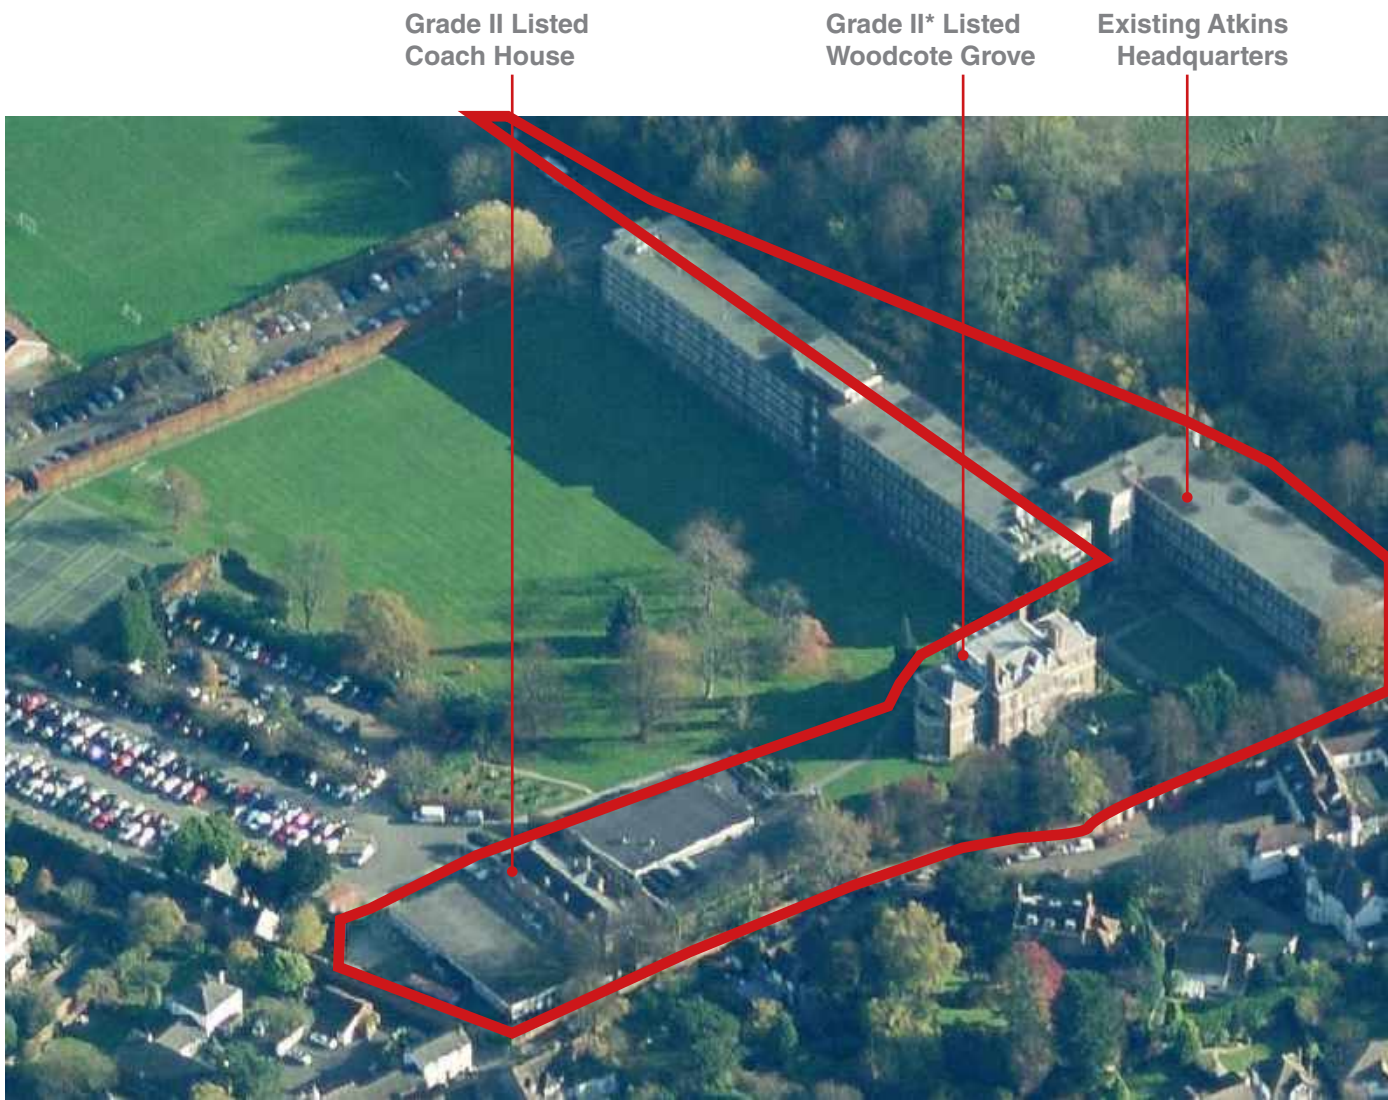 Grade II Listed
Coach House
Grade II* Listed
Woodcote Grove
Existing Atkins
Headquarters